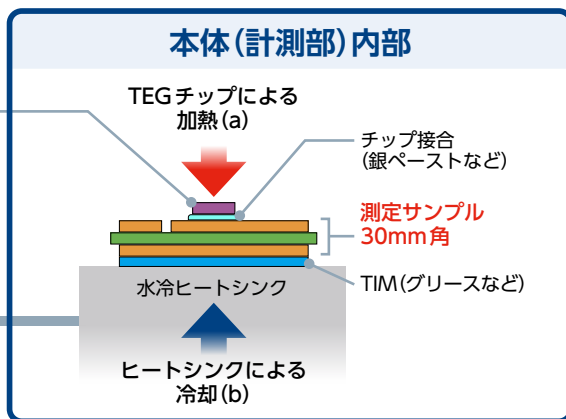 本体(計測部)内部
TEGチップによる
加熱(a)
チップ接合
(銀ペーストなど)
測定サンプル
30mm角
TIM(グリースなど)
水冷ヒートシンク
ヒートシンクによる
冷却(b)